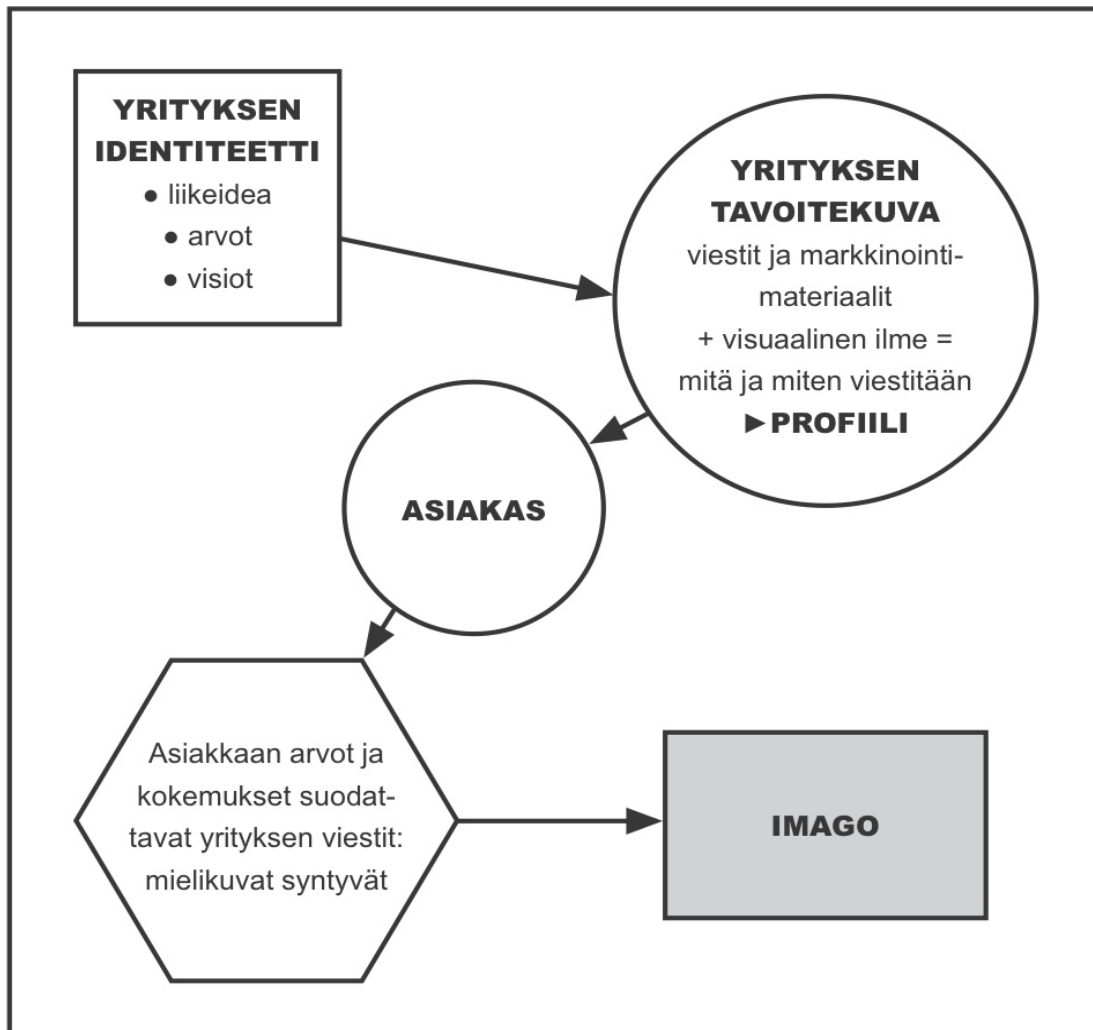 YRITYKSEN
IDENTITEETTI
● liikeidea
● arvot
● visiot
YRITYKSEN
TAVOITEKUVA
viestit ja markkinointi-
materiaalit
+ visuaalinen ilme =
mitä ja miten viestitään
►PROFIILI
ASIAKAS
Asiakkaan arvot ja
kokemukset suodat-
tavat yrityksen viestit:
mielikuvat syntyvät
IMAGO